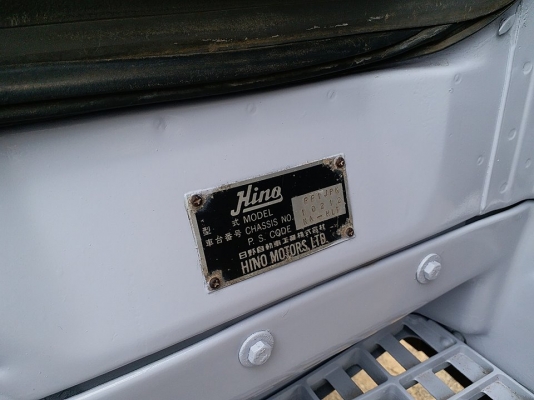 Hino
型 式 MODEL
車台番号 CHASSIS NO.
P. S. CODE
日野自動車工業株式会社
HINO MOTORS, LTD.